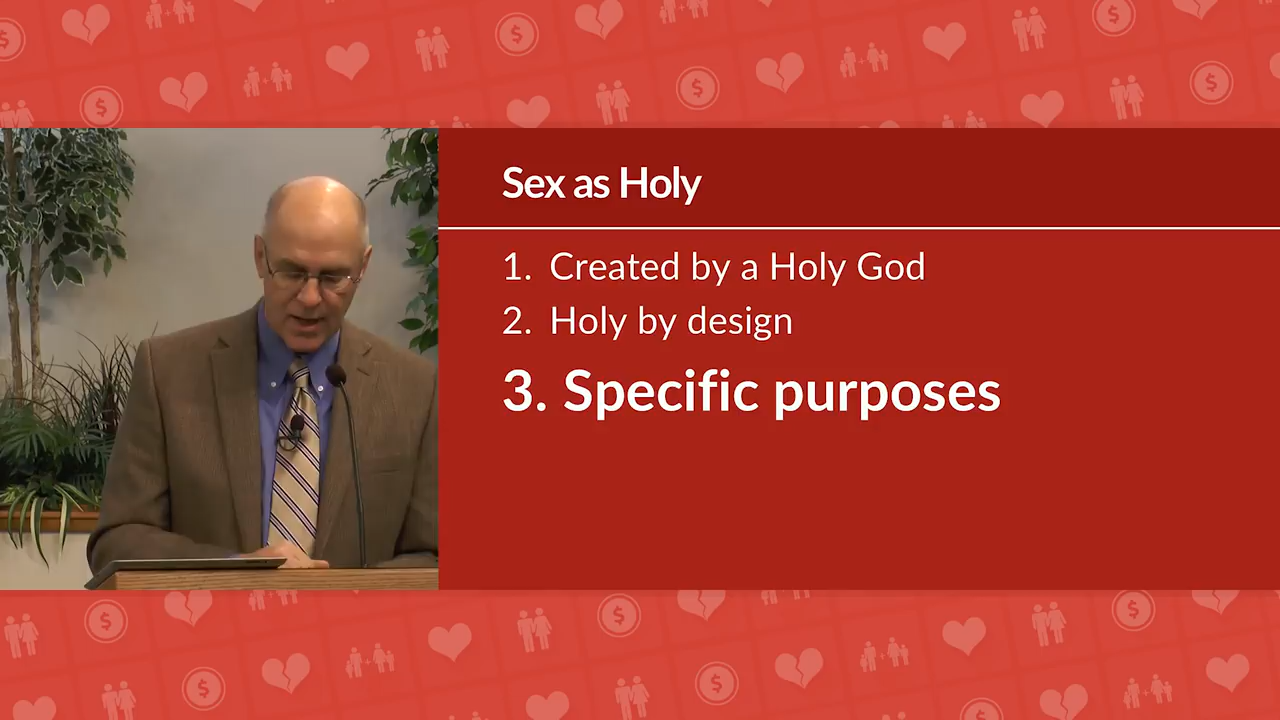 Sex as Holy
1. Created by a Holy God
2. Holy by design
3. Specific purposes